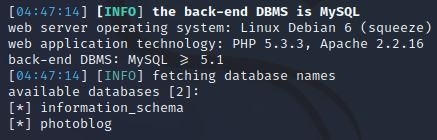 [04:47:14] [INFO] the back-end DBMS is MySQL
web server operating system: Linux Debian 6 (squeeze)
web application technology: PHP 5.3.3, Apache 2.2.16
back-end DBMS: MySQL ≥ 5.1
[04:47:14] [INFO] fetching database names
available databases [2]:
[*] information_schema
[*] photoblog